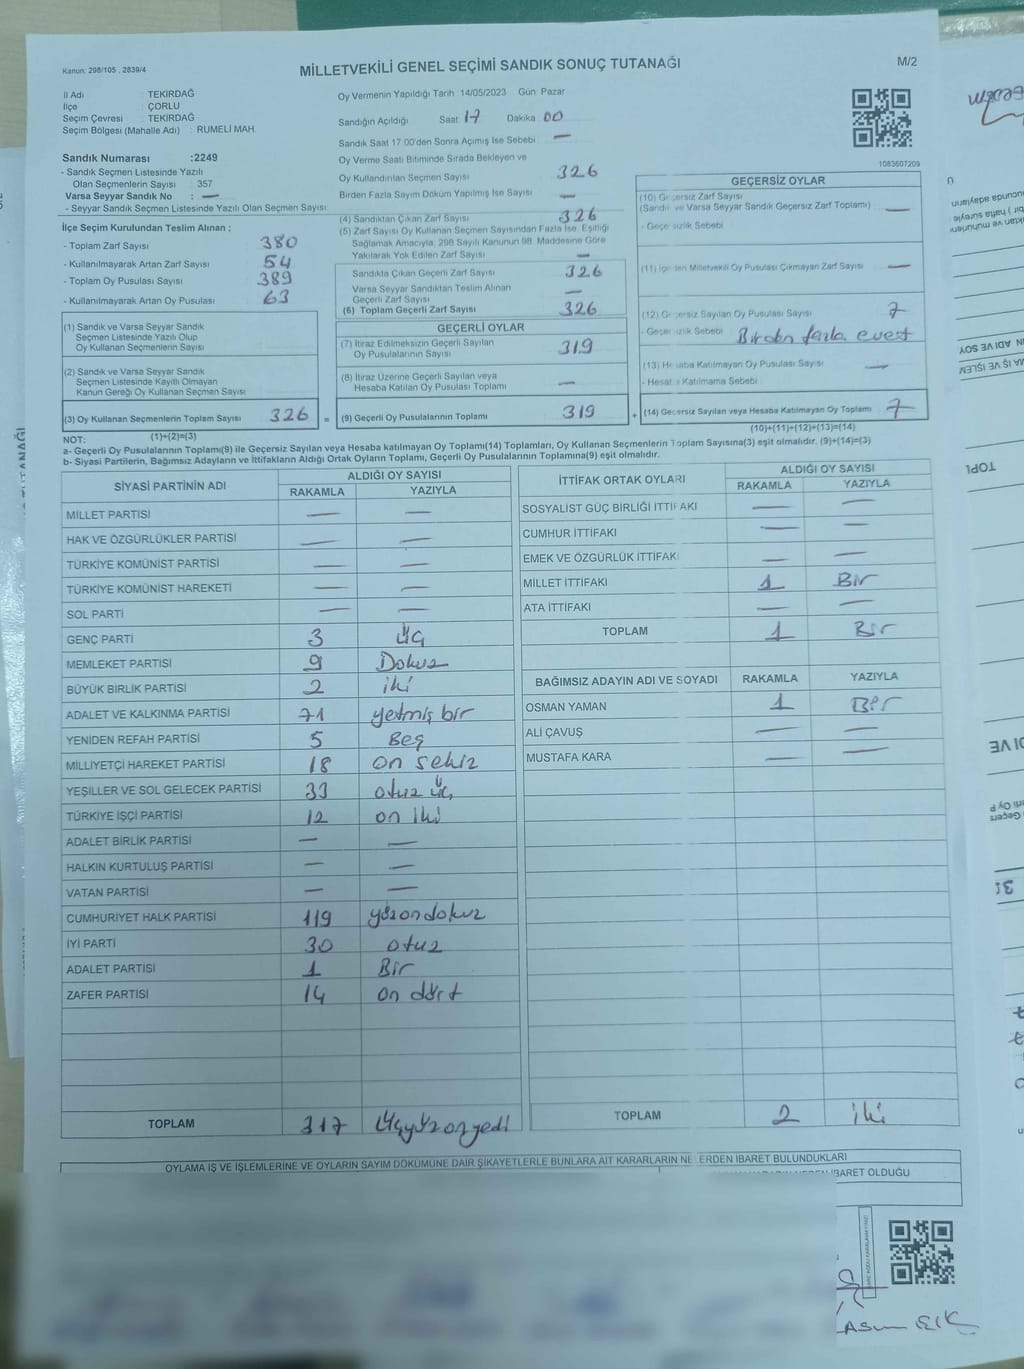 Kanun: 298/105 , 2839/4
MİLLETVEKİLİ GENEL SEÇİMİ SANDIK SONUÇ TUTANAĞI
M/2
İl Adı : TEKİRDAĞ
İlçe : ÇORLU
Seçim Çevresi : TEKİRDAĞ
Seçim Bölgesi (Mahalle Adı) : RUMELİ MAH.
Sandık Numarası :2249
- Sandık Seçmen Listesinde Yazılı
Olan Seçmenlerin Sayısı : 357
Varsa Seyyar Sandık No : —
- Seyyar Sandık Seçmen Listesinde Yazılı Olan Seçmen Sayısı:
İlçe Seçim Kurulundan Teslim Alınan ;
- Toplam Zarf Sayısı 380
- Kullanılmayarak Artan Zarf Sayısı 54
- Toplam Oy Pusulası Sayısı 389
- Kullanılmayarak Artan Oy Pusulası 63
(1) Sandık ve Varsa Seyyar Sandık
Seçmen Listesinde Yazılı Olup
Oy Kullanan Seçmenlerin Sayısı
(2) Sandık ve Varsa Seyyar Sandık
Seçmen Listesinde Kayıtlı Olmayan
Kanun Gereği Oy Kullanan Seçmen Sayısı
(3) Oy Kullanan Seçmenlerin Toplam Sayısı 326 =
(1)+(2)=(3)
Oy Vermenin Yapıldığı Tarih :14/05/2023 Gün: Pazar
Sandığın Açıldığı Saat 17 Dakika 00
Sandık Saat 17.00'den Sonra Açımış İse Sebebi : —
Oy Verme Saati Bitiminde Sırada Bekleyen ve
Oy Kullandırılan Seçmen Sayısı 326
Birden Fazla Sayım Döküm Yapılmış İse Sayısı —
(4) Sandıktan Çıkan Zarf Sayısı 326
(5) Zarf Sayısı Oy Kullanan Seçmen Sayısından Fazla İse, Eşitliği
Sağlamak Amacıyla, 298 Sayılı Kanunun 98. Maddesine Göre
Yakılarak Yok Edilen Zarf Sayısı —
Sandıkta Çıkan Geçerli Zarf Sayısı 326
Varsa Seyyar Sandıktan Teslim Alınan
Geçerli Zarf Sayısı —
(6) Toplam Geçerli Zarf Sayısı 326
GEÇERLİ OYLAR
(7) İtiraz Edilmeksizin Geçerli Sayılan
Oy Pusulalarının Sayısı 319
(8) İtiraz Üzerine Geçerli Sayılan veya
Hesaba Katılan Oy Pusulası Toplamı —
(9) Geçerli Oy Pusulalarının Toplamı 319 +
1083607209
GEÇERSİZ OYLAR
(10) Geçersiz Zarf Sayısı
(Sandık ve Varsa Seyyar Sandık Geçersiz Zarf Toplamı) —
- Geçersizlik Sebebi
(11) İçinden Milletvekili Oy Pusulası Çıkmayan Zarf Sayısı —
(12) Geçersiz Sayılan Oy Pusulası Sayısı 7
- Geçersizlik Sebebi Birden fazla evet
(13) Hesaba Katılmayan Oy Pusulası Sayısı —
- Hesaba Katılmama Sebebi
(14) Geçersiz Sayılan veya Hesaba Katılmayan Oy Toplamı 7
(10)+(11)+(12)+(13)=(14)
NOT:
a- Geçerli Oy Pusulalarının Toplamı(9) ile Geçersiz Sayılan veya Hesaba katılmayan Oy Toplamı(14) Toplamları, Oy Kullanan Seçmenlerin Toplam Sayısına(3) eşit olmalıdır. (9)+(14)=(3)
b- Siyasi Partilerin, Bağımsız Adayların ve İttifakların Aldığı Ortak Oyların Toplamı, Geçerli Oy Pusulalarının Toplamına(9) eşit olmalıdır.
SİYASİ PARTİNİN ADI
ALDIĞI OY SAYISI
RAKAMLA YAZIYLA
MİLLET PARTİSİ — —
HAK VE ÖZGÜRLÜKLER PARTİSİ — —
TÜRKİYE KOMÜNİST PARTİSİ — —
TÜRKİYE KOMÜNİST HAREKETİ — —
SOL PARTİ — —
GENÇ PARTİ 3 Üç
MEMLEKET PARTİSİ 9 Dokuz
BÜYÜK BİRLİK PARTİSİ 2 iki
ADALET VE KALKINMA PARTİSİ 71 yetmiş bir
YENİDEN REFAH PARTİSİ 5 Beş
MİLLİYETÇİ HAREKET PARTİSİ 18 on sekiz
YEŞİLLER VE SOL GELECEK PARTİSİ 33 otuz üç
TÜRKİYE İŞÇİ PARTİSİ 12 on iki
ADALET BİRLİK PARTİSİ — —
HALKIN KURTULUŞ PARTİSİ — —
VATAN PARTİSİ — —
CUMHURİYET HALK PARTİSİ 119 yüzondokuz
İYİ PARTİ 30 otuz
ADALET PARTİSİ 1 Bir
ZAFER PARTİSİ 14 on dört
TOPLAM 317 Üçyüzonyedi
İTTİFAK ORTAK OYLARI
ALDIĞI OY SAYISI
RAKAMLA YAZIYLA
SOSYALİST GÜÇ BİRLİĞİ İTTİFAKI — —
CUMHUR İTTİFAKI — —
EMEK VE ÖZGÜRLÜK İTTİFAKI — —
MİLLET İTTİFAKI 1 Bir
ATA İTTİFAKI — —
TOPLAM 1 Bir
BAĞIMSIZ ADAYIN ADI VE SOYADI RAKAMLA YAZIYLA
OSMAN YAMAN 1 Bir
ALİ ÇAVUŞ — —
MUSTAFA KARA — —
TOPLAM 2 iki
OYLAMA İŞ VE İŞLEMLERİNE VE OYLARIN SAYIM DÖKÜMÜNE DAİR ŞİKAYETLERLE BUNLARA AİT KARARLARIN NELERDEN İBARET BULUNDUKLARI
İBARET OLDUĞU